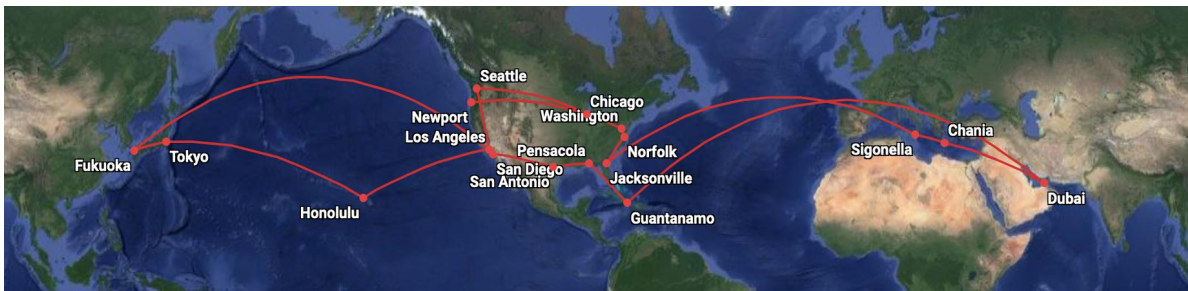 Seattle
Chicago
Newport
Washington
Los Angeles
Chania
Fukuoka
Tokyo
Pensacola
Norfolk
Sigonella
San Diego
San Antonio
Jacksonville
Dubai
Honolulu
Guantanamo